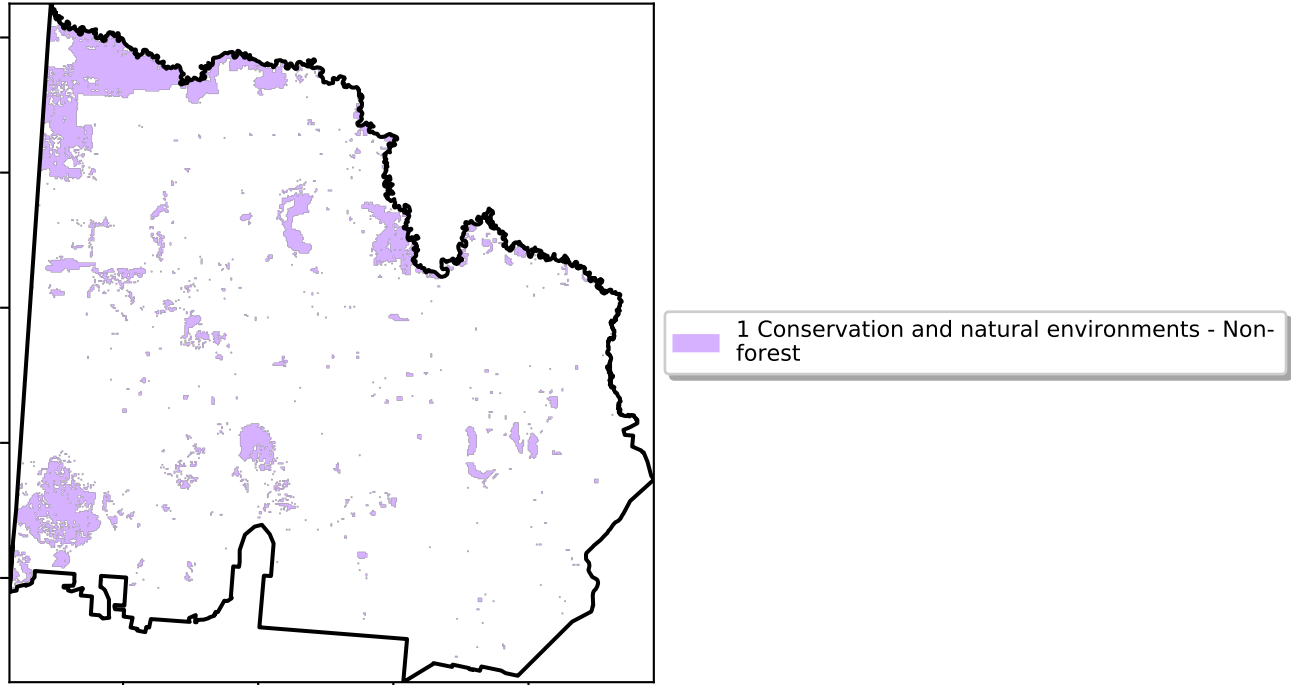 1 Conservation and natural environments - Non-
forest